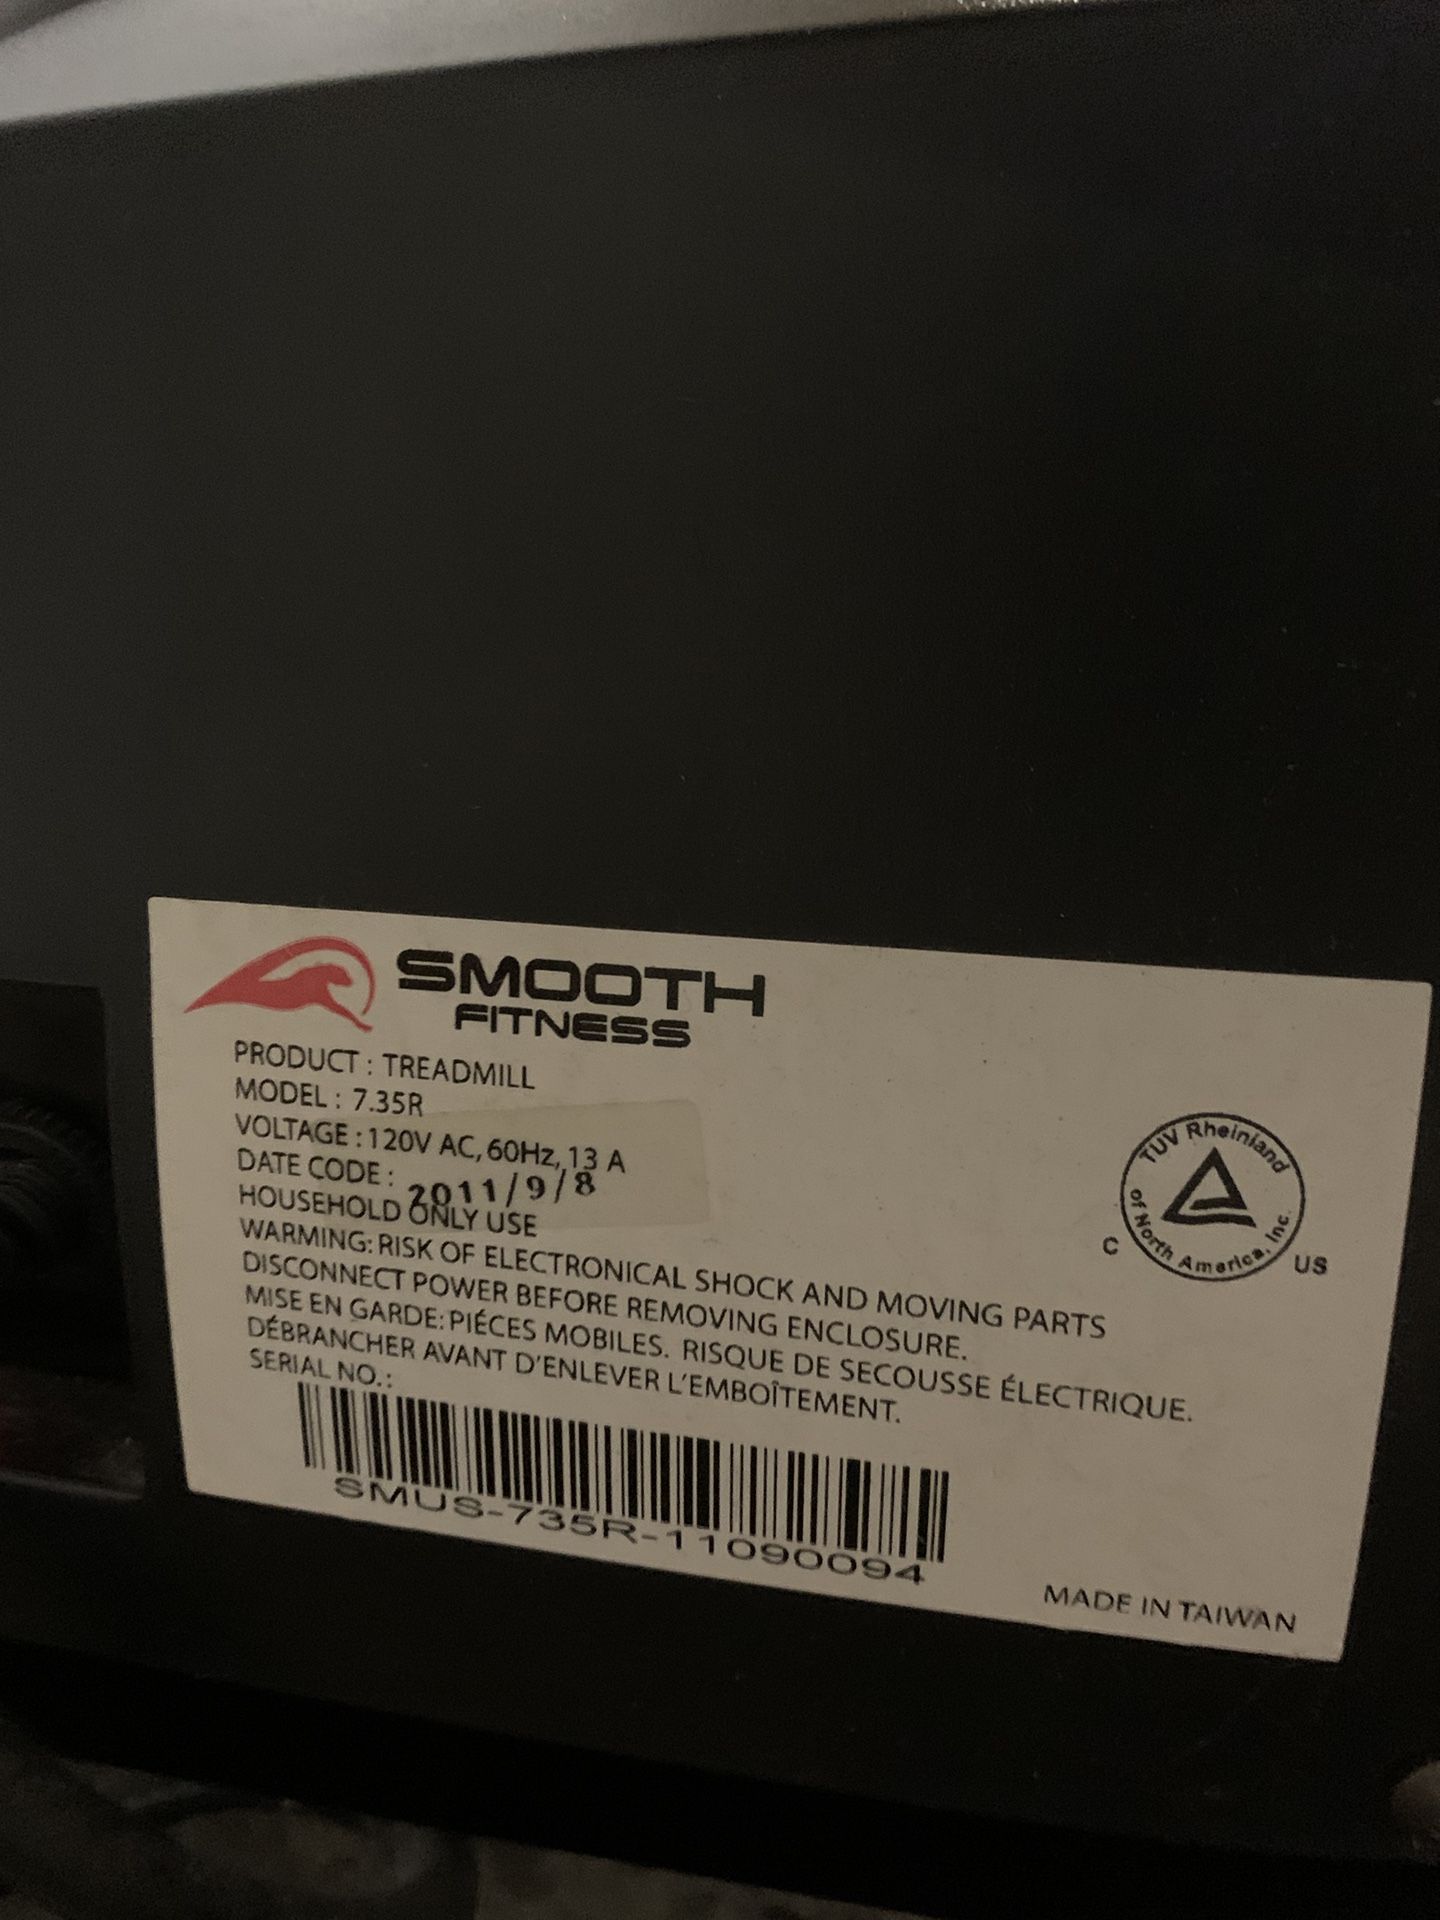 SMOOTH
FITNESS
PRODUCT : TREADMILL
MODEL : 7.35R
VOLTAGE : 120V AC, 60Hz, 13 A
DATE CODE : 2011/9/8
HOUSEHOLD ONLY USE
WARMING: RISK OF ELECTRONICAL SHOCK AND MOVING PARTS
DISCONNECT POWER BEFORE REMOVING ENCLOSURE.
MISE EN GARDE: PIÉCES MOBILES. RISQUE DE SECOUSSE ÉLECTRIQUE.
DÉBRANCHER AVANT D'ENLEVER L'EMBOÎTEMENT.
SERIAL NO.:
SMUS-735R-11090094
TUV Rheinland
of North America, Inc.
C US
MADE IN TAIWAN